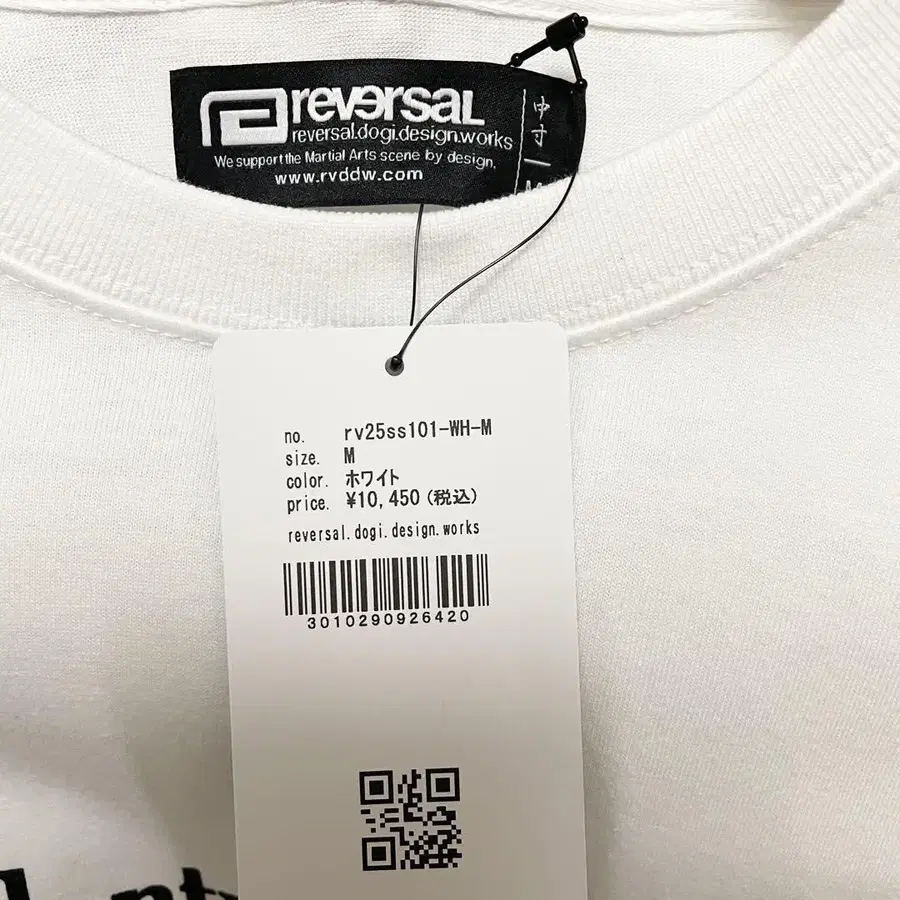 reversal
reversal.dogi.design.works
We support the Martial Arts scene by design.
www.rvddw.com
中寸
no. rv25ss101-WH-M
size. M
color. ホワイト
price. ¥10,450(税込)
reversal.dogi.design.works
3010290926420